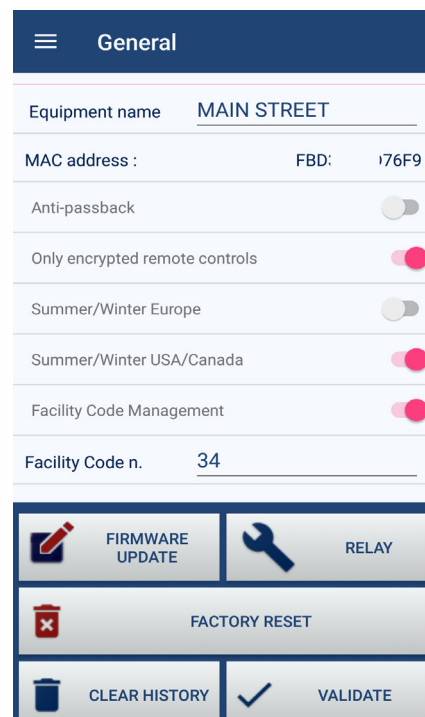 General
Equipment name MAIN STREET
MAC address : FBD: 76F9
Anti-passback
Only encrypted remote controls
Summer/Winter Europe
Summer/Winter USA/Canada
Facility Code Management
Facility Code n. 34
FIRMWARE
UPDATE
RELAY
FACTORY RESET
CLEAR HISTORY
VALIDATE